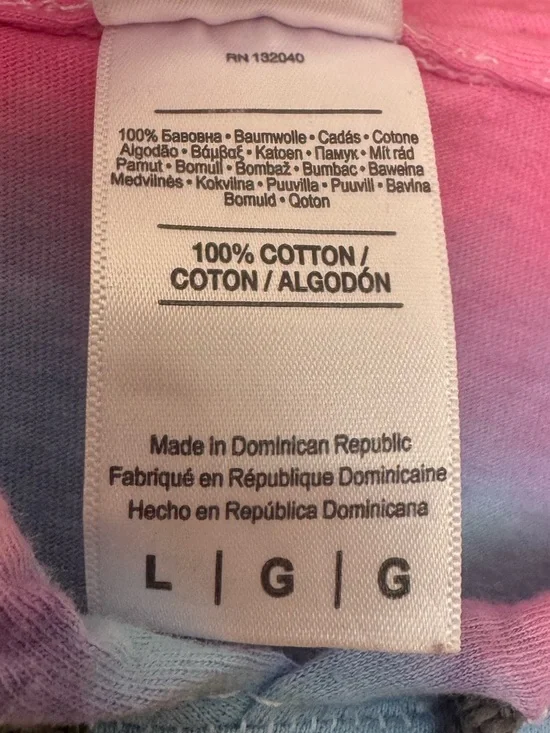 RN 132040
100% Бавовна • Baumwolle • Cadás • Cotone
Algodão • Βάμβαξ • Katoen • Памук • Mit rád
Pamut • Bomull • Bombaž • Bumbac • Bawełna
Medvilnės • Kokvilna • Puuvilla • Puuvill • Bavlna
Bomuld • Qoton
100% COTTON /
COTON / ALGODÓN
Made in Dominican Republic
Fabriqué en République Dominicaine
Hecho en República Dominicana
L | G | G